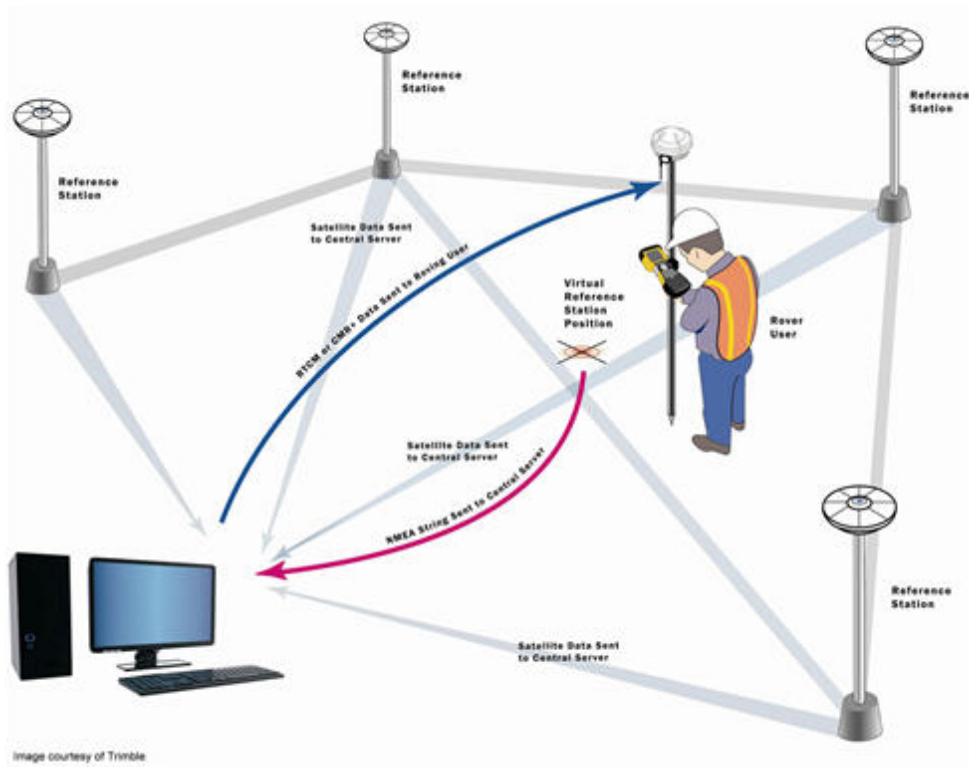 Reference
Station
Reference
Station
Reference
Station
Reference
Station
Satellite Data Sent
to Central Server
RTCM or CMR+ Data Sent to Roving User
Virtual
Reference
Station
Position
Rover
User
Satellite Data Sent
to Central Server
NMEA String Sent to Central Server
Satellite Data Sent
to Central Server
Image courtesy of Trimble